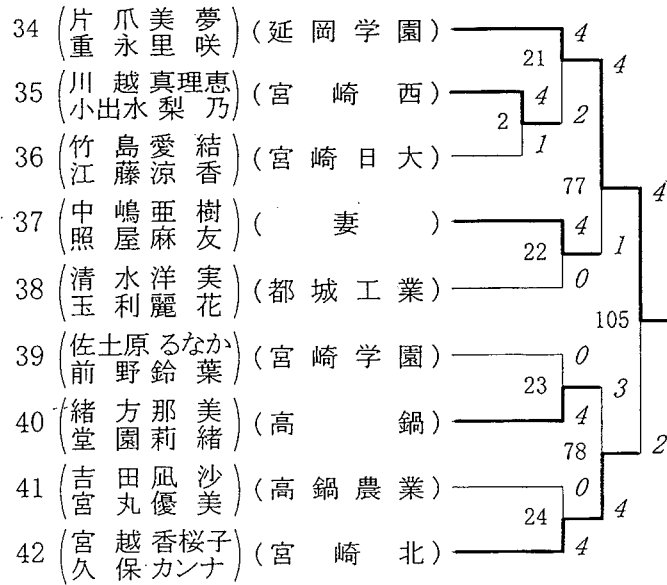 34 (片爪美夢 重永里咲) (延岡学園) 4
21 4
35 (川越真理恵 小出水梨乃) (宮崎西) 4 2
2 1
36 (竹島愛結 江藤涼香) (宮崎日大)
77 4
37 (中嶋亜樹 照屋麻友) (妻) 4 1
22 0
38 (清水洋実 玉利麗花) (都城工業)
105
39 (佐土原るなか 前野鈴葉) (宮崎学園) 0
23 3
40 (緒方那美 堂園莉緒) (高鍋) 4
78 2
41 (吉田凪沙 宮丸優美) (高鍋農業) 0
24 4
42 (宮越香桜子 久保カンナ) (宮崎北) 4